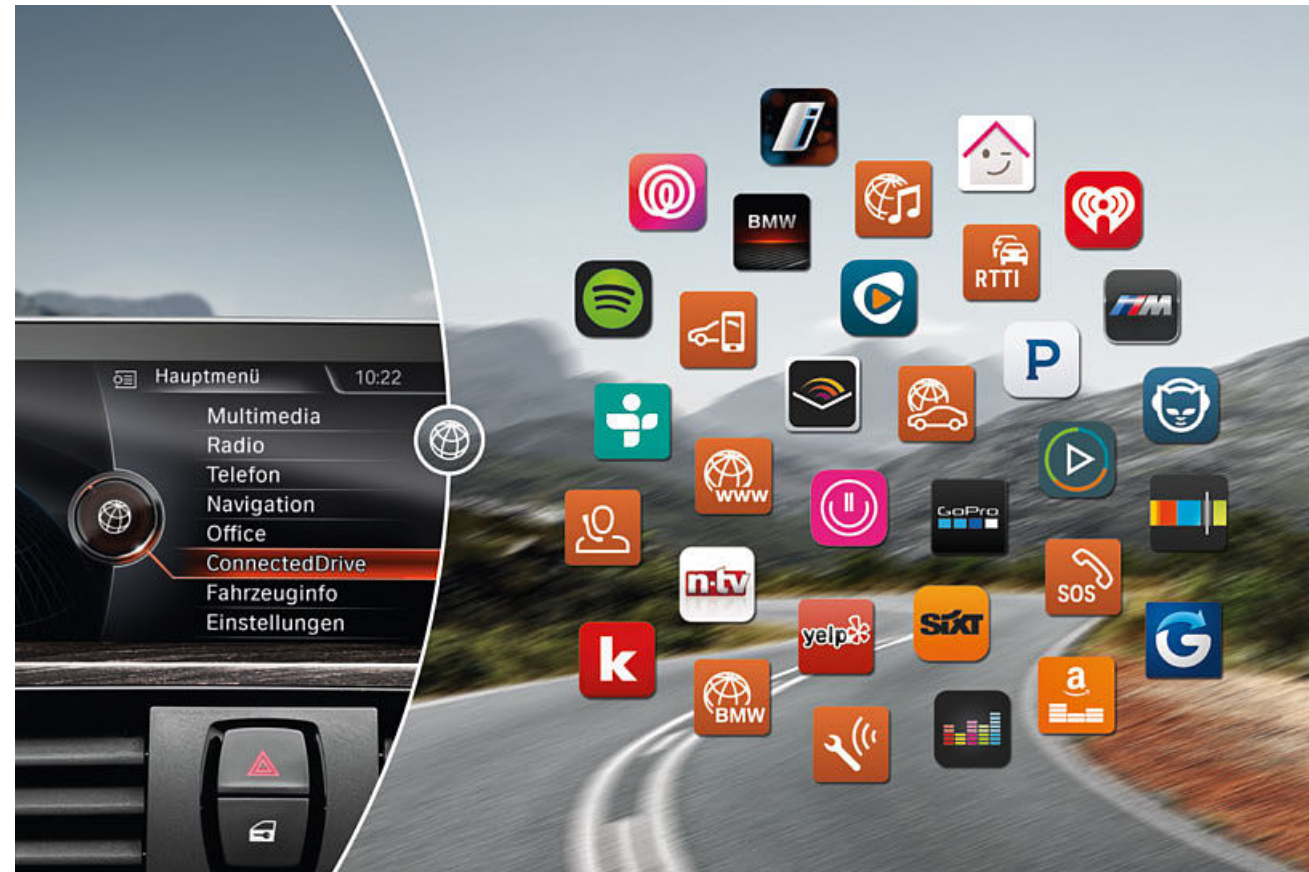 Hauptmenü 10:22
Multimedia
Radio
Telefon
Navigation
Office
ConnectedDrive
Fahrzeuginfo
Einstellungen
i
BMW
RTTI
M
P
www
GoPro
n-tv
SOS
yelp
SIXT
k
G
BMW
a